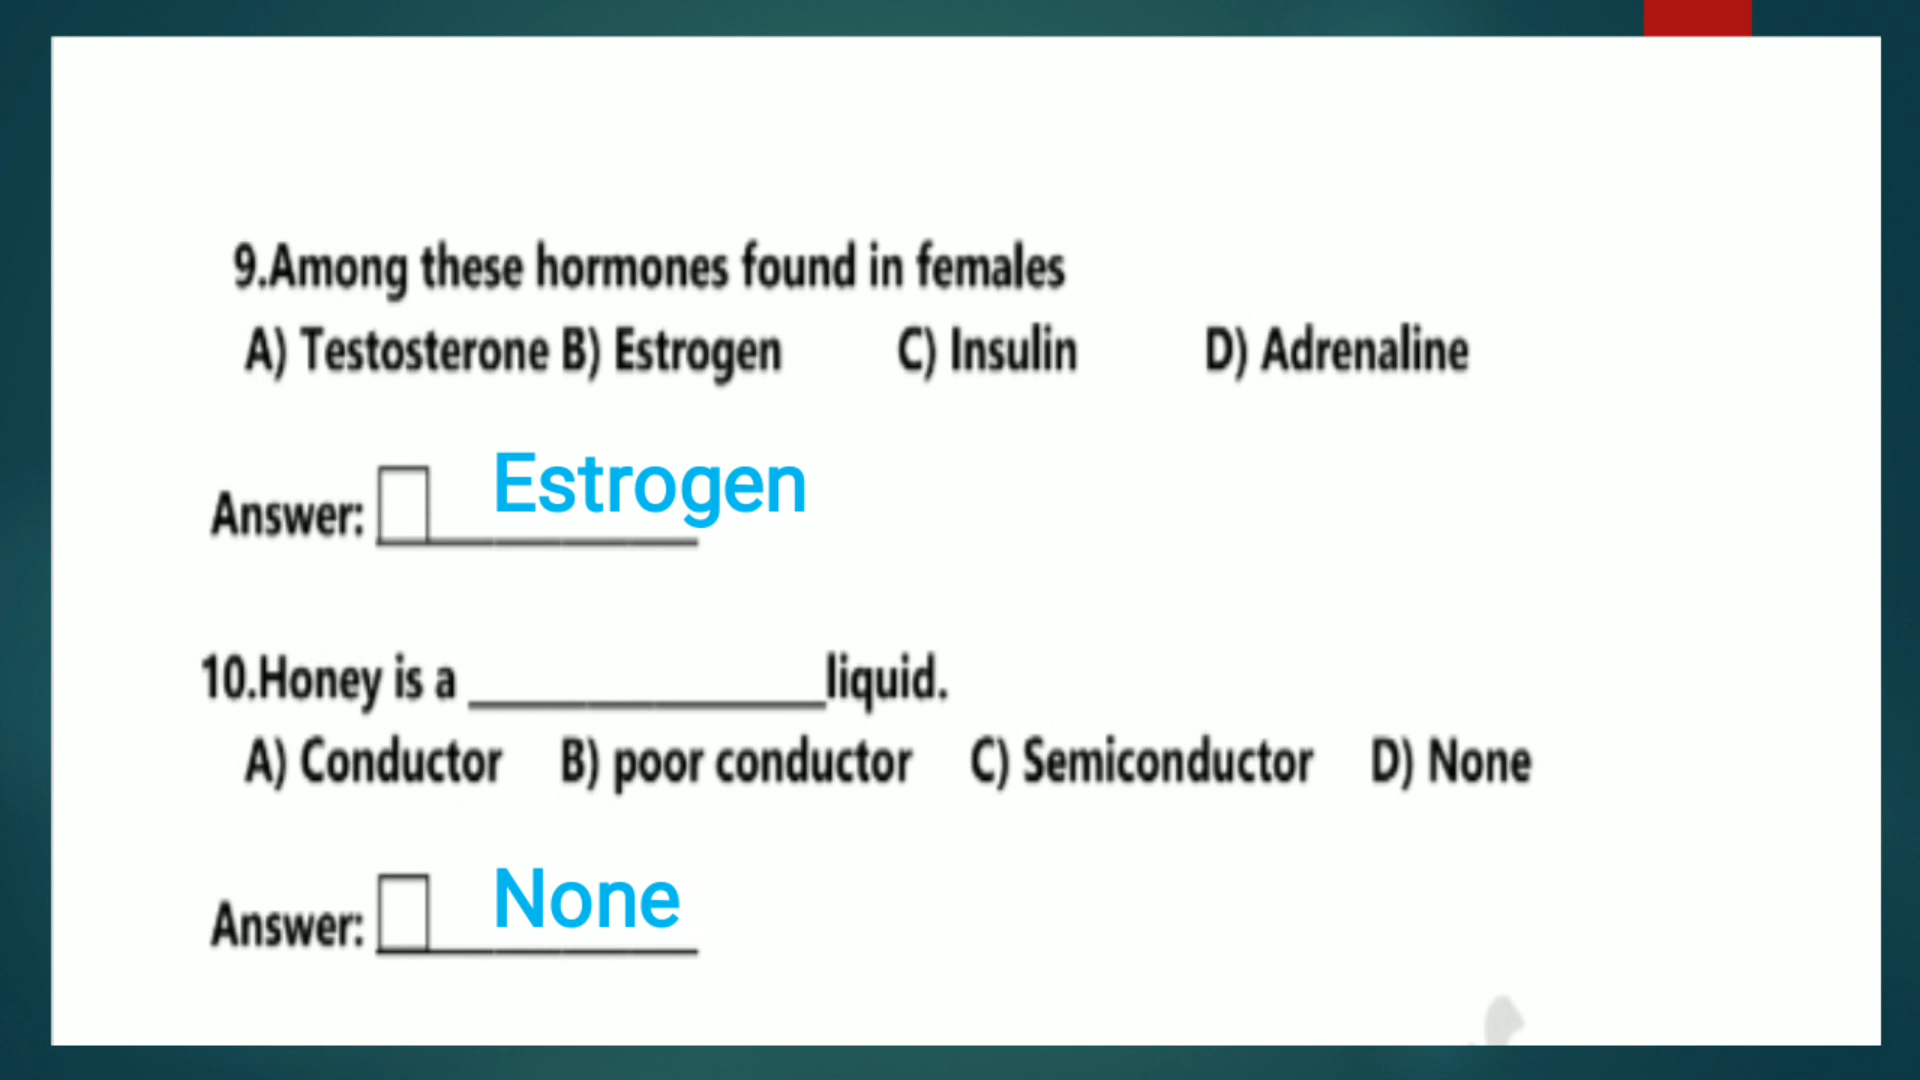 9.Among these hormones found in females
A) Testosterone B) Estrogen C) Insulin D) Adrenaline
Answer: Estrogen
10.Honey is a ______________liquid.
A) Conductor B) poor conductor C) Semiconductor D) None
Answer: None